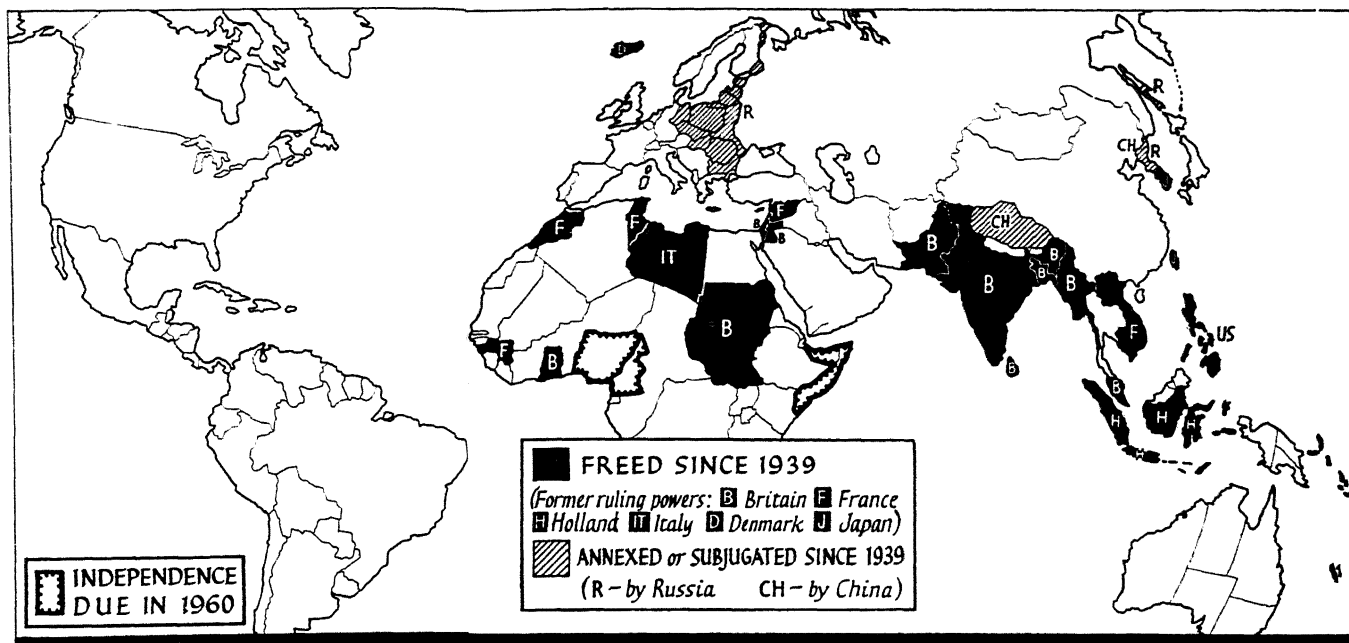 D
R
R
CH
R
F
F
F
B
B
IT
B
CH
B
B
B
B
B
B
F
B
F
US
B
B
H
H
H
H
FREED SINCE 1939
(Former ruling powers: B Britain F France
H Holland IT Italy D Denmark J Japan)
ANNEXED or SUBJUGATED SINCE 1939
(R – by Russia CH – by China)
INDEPENDENCE
DUE IN 1960